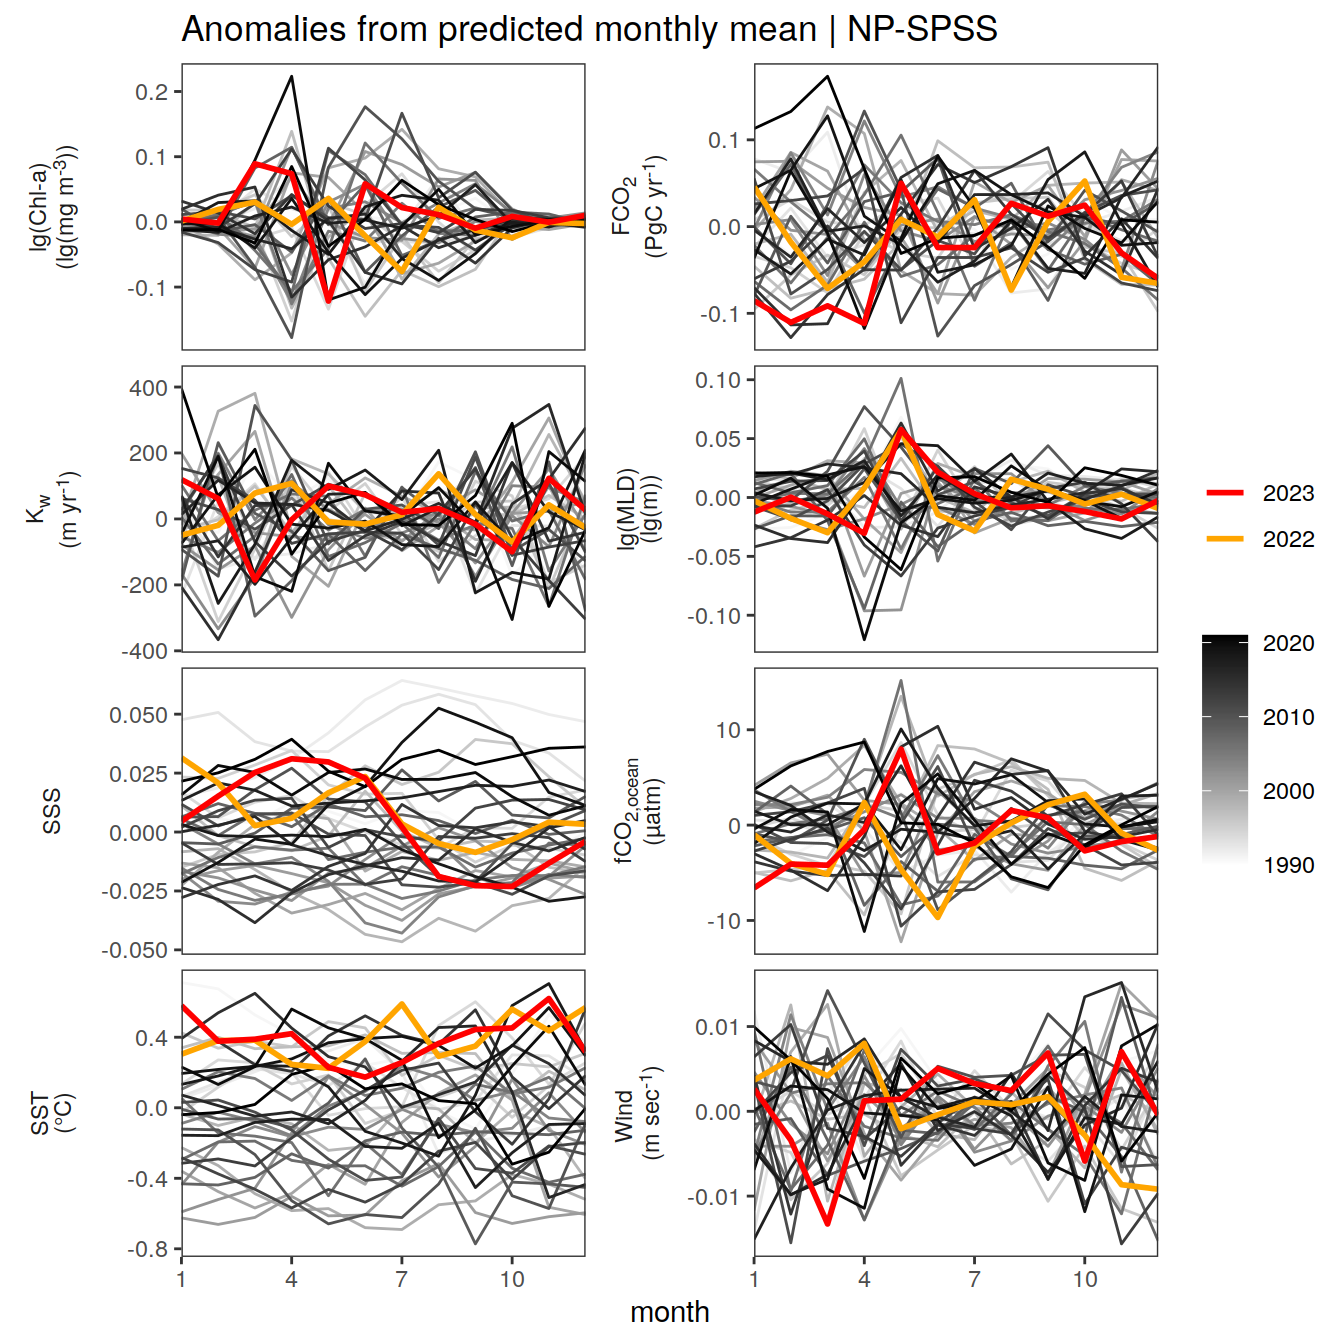 Anomalies from predicted monthly mean | NP-SPSS
lg(Chl-a)
(lg(mg m⁻³))
0.2
0.1
0.0
-0.1
FCO₂
(PgC yr⁻¹)
0.1
0.0
-0.1
K_w
(m yr⁻¹)
400
200
0
-200
-400
lg(MLD)
(lg(m))
0.10
0.05
0.00
-0.05
-0.10
SSS
0.050
0.025
0.000
-0.025
-0.050
fCO₂,ocean
(µatm)
10
0
-10
SST
(°C)
0.4
0.0
-0.4
-0.8
1 4 7 10
Wind
(m sec⁻¹)
0.01
0.00
-0.01
1 4 7 10
month
2023
2022
2020
2010
2000
1990